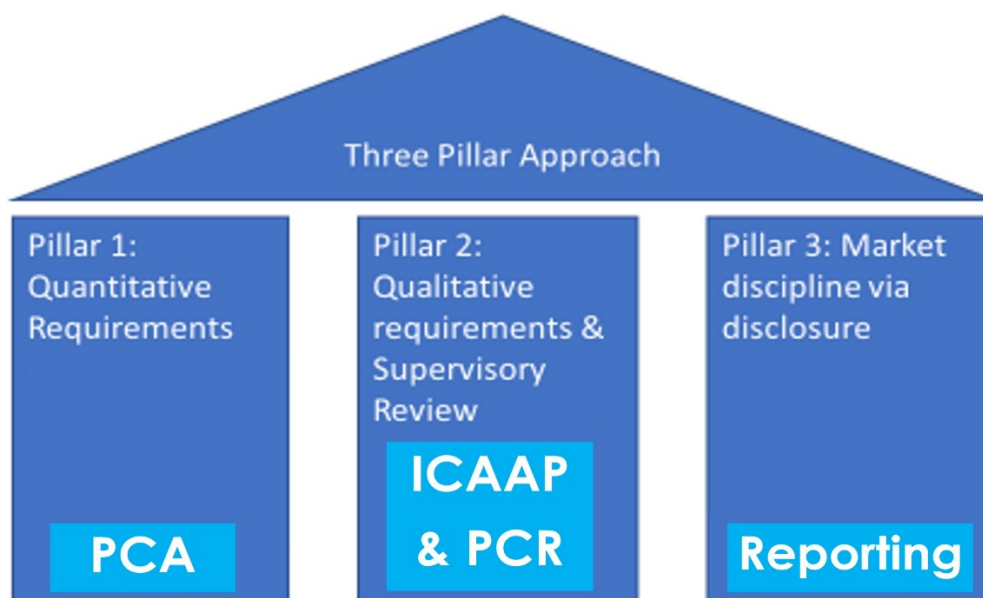 Three Pillar Approach
Pillar 1:
Quantitative
Requirements
PCA
Pillar 2:
Qualitative
requirements &
Supervisory
Review
ICAAP
& PCR
Pillar 3: Market
discipline via
disclosure
Reporting